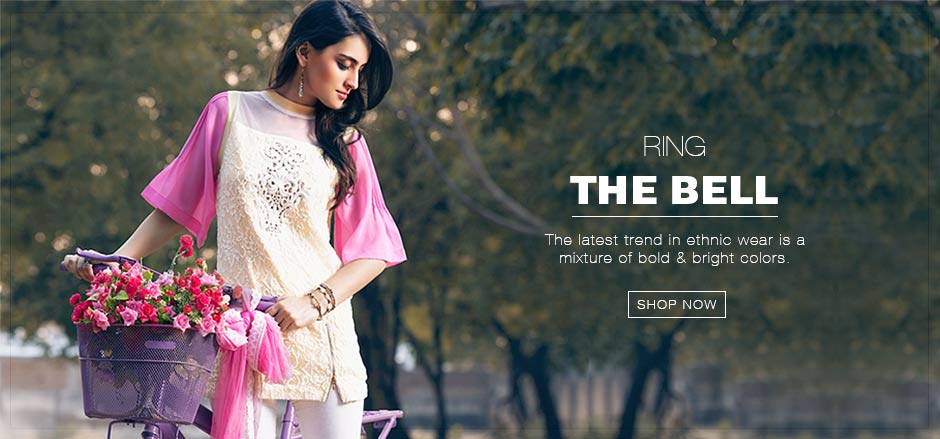 RING
THE BELL
The latest trend in ethnic wear is a
mixture of bold & bright colors.
SHOP NOW